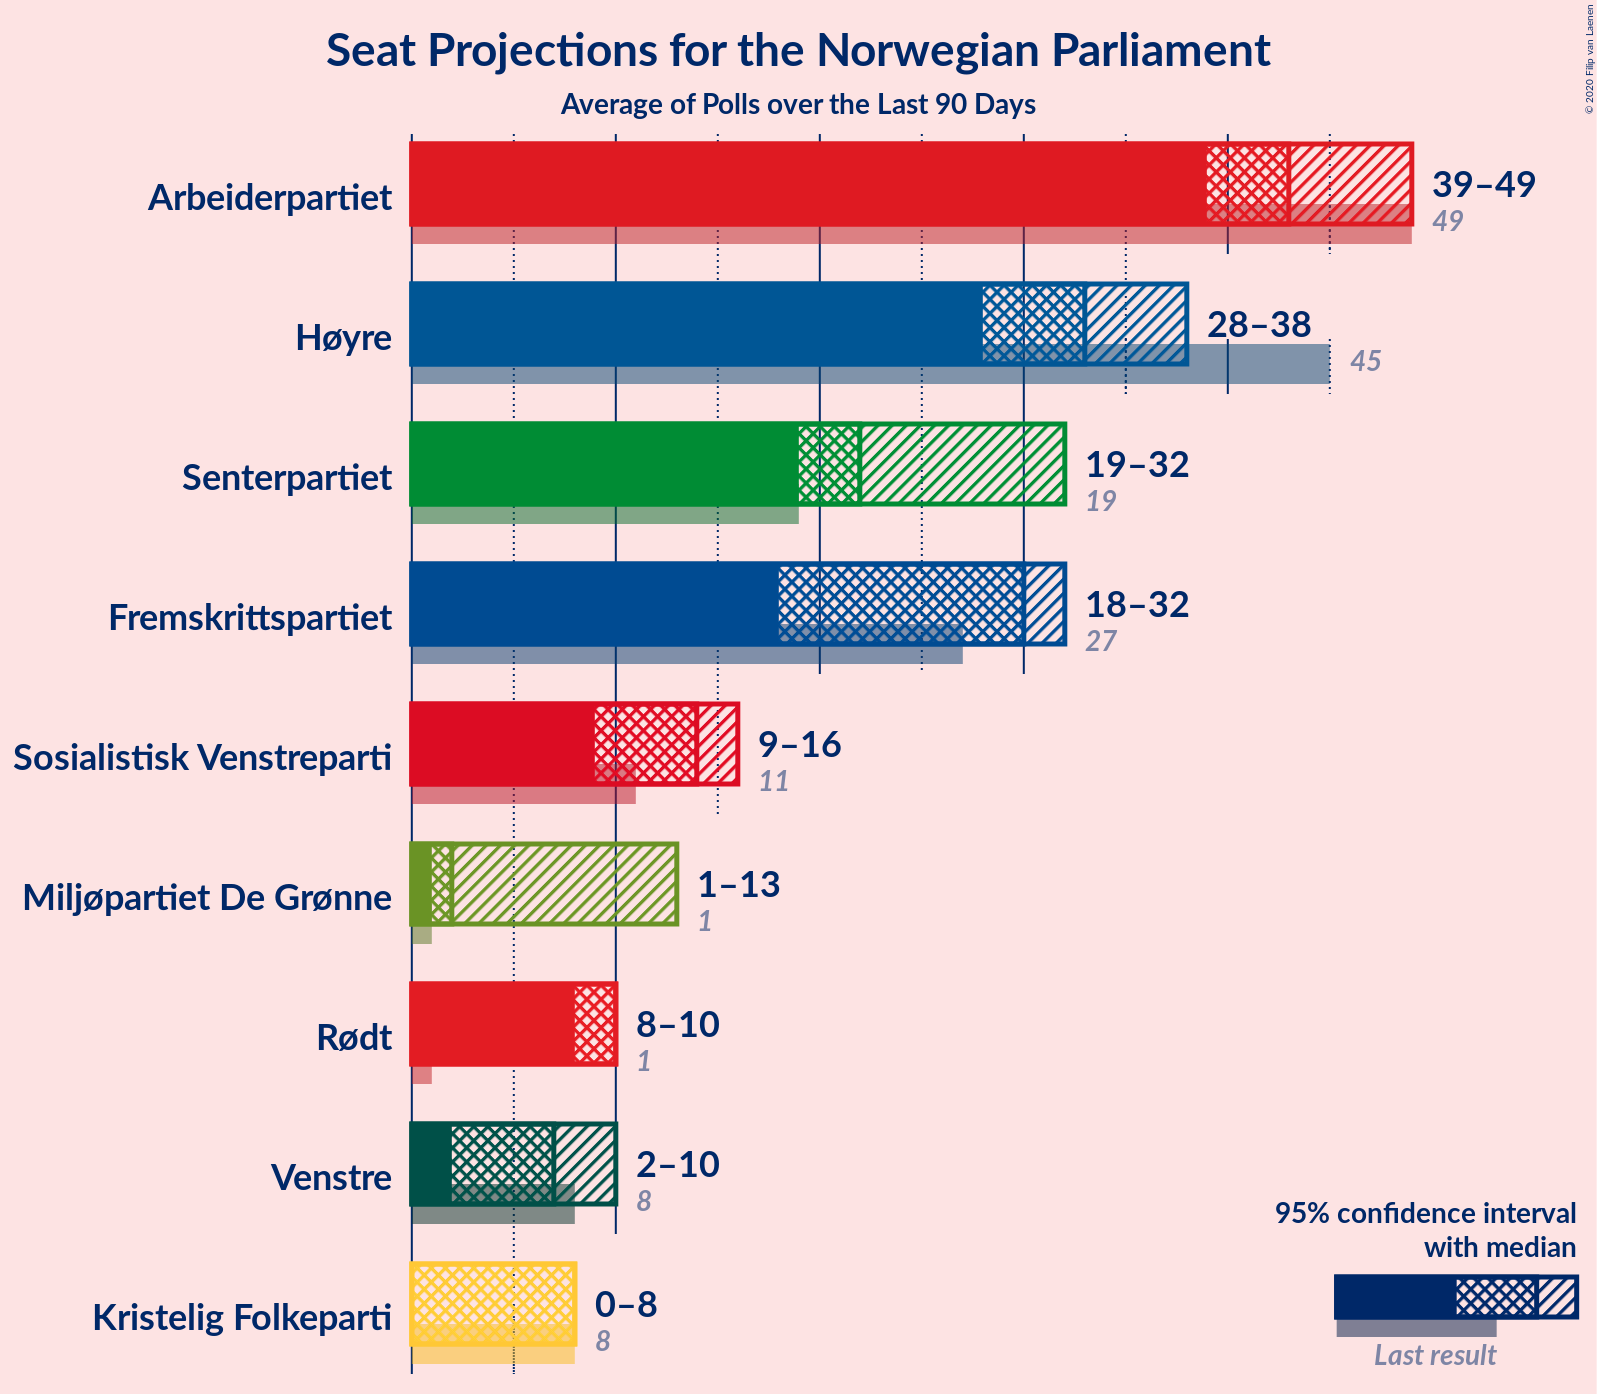 Seat Projections for the Norwegian Parliament
Average of Polls over the Last 90 Days
© 2020 Filip van Laenen
Arbeiderpartiet
39–49
49
Høyre
28–38
45
Senterpartiet
19–32
19
Fremskrittspartiet
18–32
27
Sosialistisk Venstreparti
9–16
11
Miljøpartiet De Grønne
1–13
1
Rødt
8–10
1
Venstre
2–10
8
Kristelig Folkeparti
0–8
8
95% confidence interval
with median
Last result